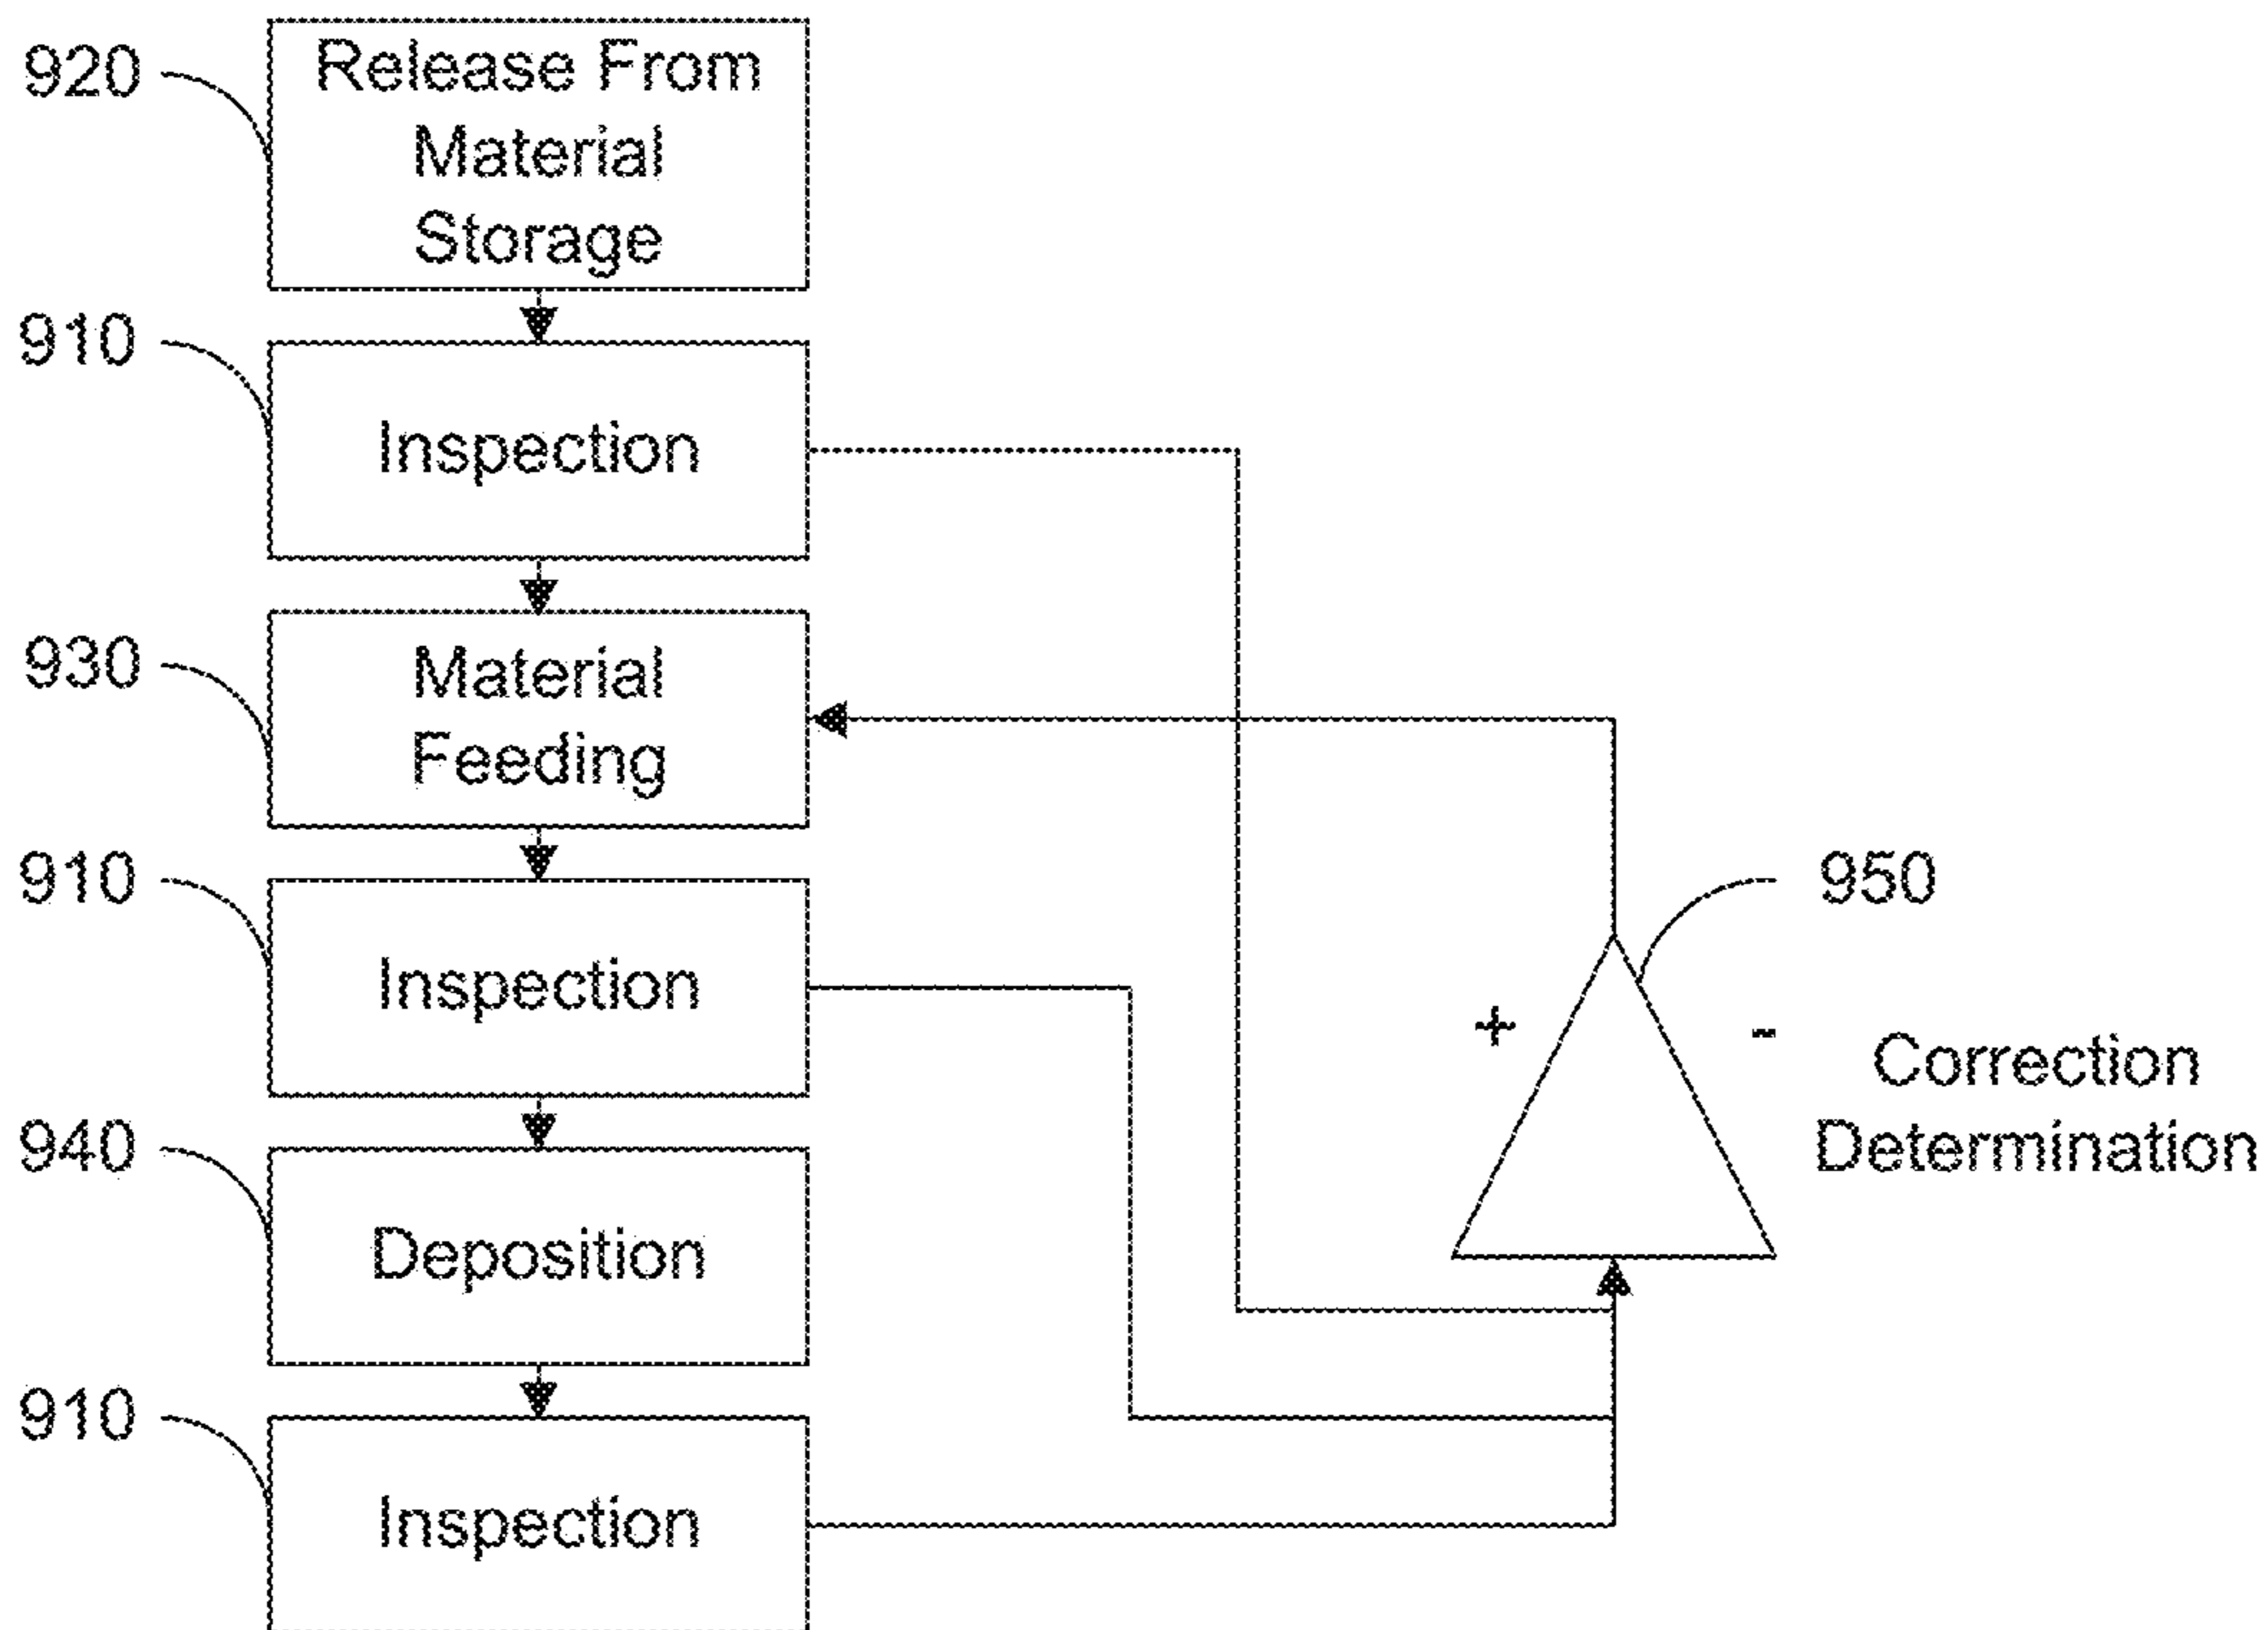 920
Release From
Material
Storage
910
Inspection
930
Material
Feeding
910
Inspection
950
+
-
Correction
Determination
940
Deposition
910
Inspection